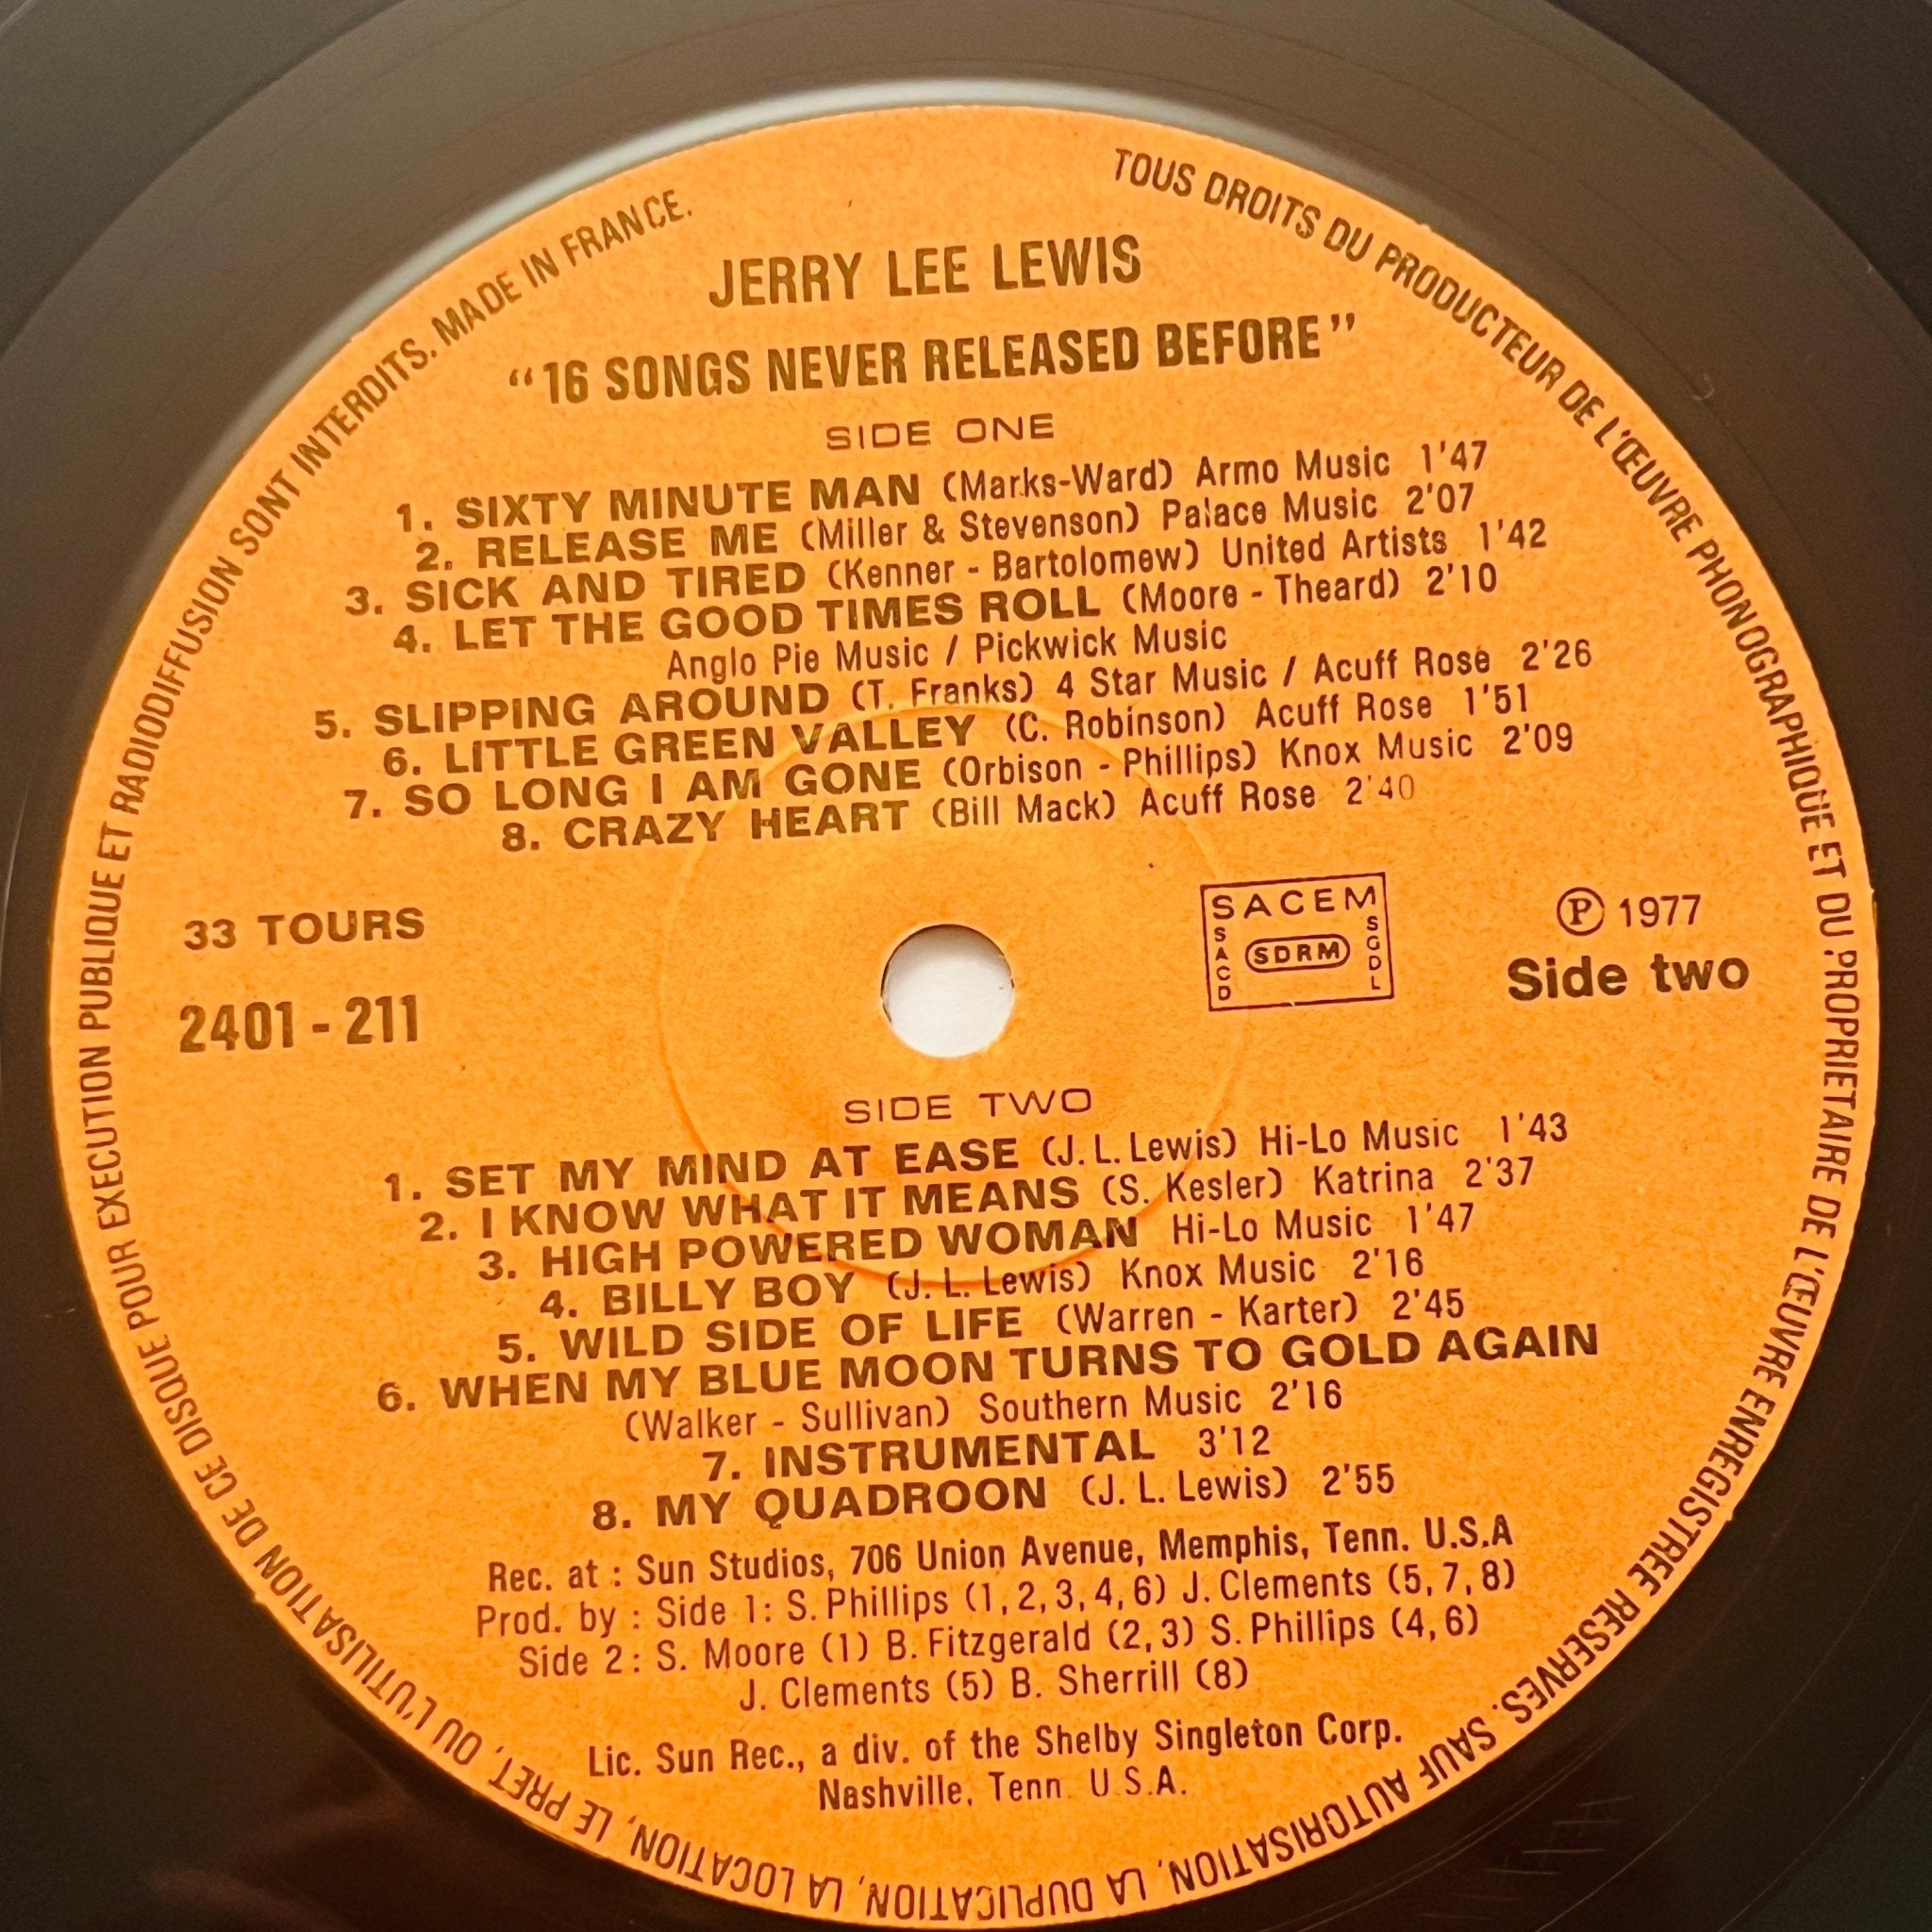 TOUS DROITS DU PRODUCTEUR DE L'ŒUVRE PHONOGRAPHIQUE ET DU PROPRIETAIRE DE L'ŒUVRE ENREGISTREE RESERVES. SAUF AUTORISATION, LA DUPLICATION, LA LOCATION, LE PRET, OU L'UTILISATION DE CE DISQUE POUR EXECUTION PUBLIQUE ET RADIODIFFUSION SONT INTERDITS. MADE IN FRANCE.
JERRY LEE LEWIS
“16 SONGS NEVER RELEASED BEFORE”
SIDE ONE
1. SIXTY MINUTE MAN (Marks-Ward) Armo Music 1'47
2. RELEASE ME (Miller & Stevenson) Palace Music 2'07
3. SICK AND TIRED (Kenner - Bartolomew) United Artists 1'42
4. LET THE GOOD TIMES ROLL (Moore - Theard) 2'10
Anglo Pie Music / Pickwick Music
5. SLIPPING AROUND (T. Franks) 4 Star Music / Acuff Rose 2'26
6. LITTLE GREEN VALLEY (C. Robinson) Acuff Rose 1'51
7. SO LONG I AM GONE (Orbison - Phillips) Knox Music 2'09
8. CRAZY HEART (Bill Mack) Acuff Rose 2'40
33 TOURS
2401 - 211
SACEM
SACD
SDRM
SGDL
Ⓟ 1977
Side two
SIDE TWO
1. SET MY MIND AT EASE (J. L. Lewis) Hi-Lo Music 1'43
2. I KNOW WHAT IT MEANS (S. Kesler) Katrina 2'37
3. HIGH POWERED WOMAN Hi-Lo Music 1'47
4. BILLY BOY (J. L. Lewis) Knox Music 2'16
5. WILD SIDE OF LIFE (Warren - Karter) 2'45
6. WHEN MY BLUE MOON TURNS TO GOLD AGAIN
(Walker - Sullivan) Southern Music 2'16
7. INSTRUMENTAL 3'12
8. MY QUADROON (J. L. Lewis) 2'55
Rec. at : Sun Studios, 706 Union Avenue, Memphis, Tenn. U.S.A
Prod. by : Side 1: S. Phillips (1, 2, 3, 4, 6) J. Clements (5, 7, 8)
Side 2: S. Moore (1) B. Fitzgerald (2, 3) S. Phillips (4, 6)
J. Clements (5) B. Sherrill (8)
Lic. Sun Rec., a div. of the Shelby Singleton Corp.
Nashville, Tenn. U.S.A.